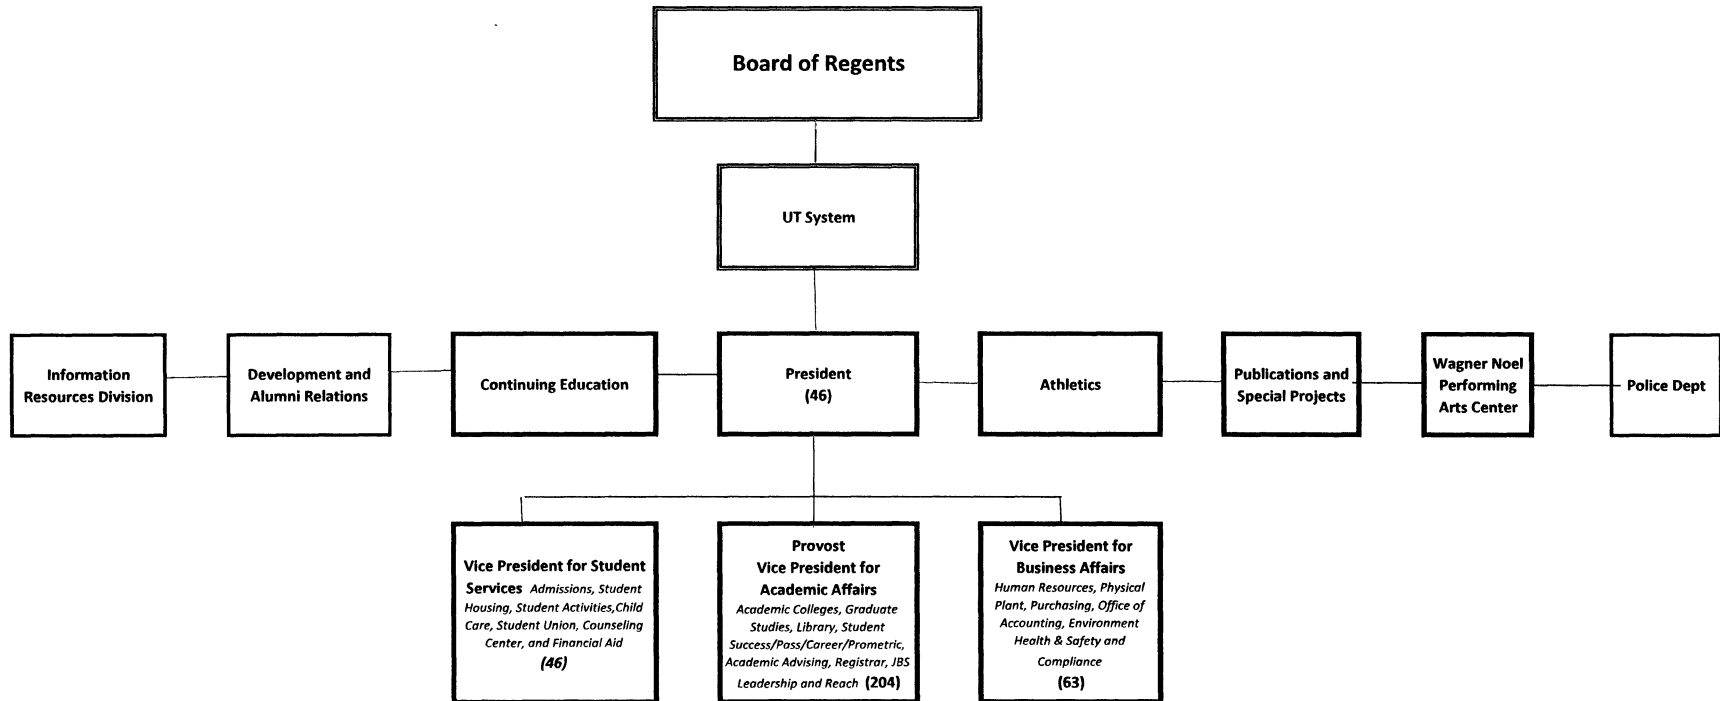 Board of Regents
UT System
Information
Resources Division
Development and
Alumni Relations
Continuing Education
President
(46)
Athletics
Publications and
Special Projects
Wagner Noel
Performing
Arts Center
Police Dept
Vice President for Student
Services Admissions, Student
Housing, Student Activities,Child
Care, Student Union, Counseling
Center, and Financial Aid
(46)
Provost
Vice President for
Academic Affairs
Academic Colleges, Graduate
Studies, Library, Student
Success/Pass/Career/Prometric,
Academic Advising, Registrar, JBS
Leadership and Reach (204)
Vice President for
Business Affairs
Human Resources, Physical
Plant, Purchasing, Office of
Accounting, Environment
Health & Safety and
Compliance
(63)